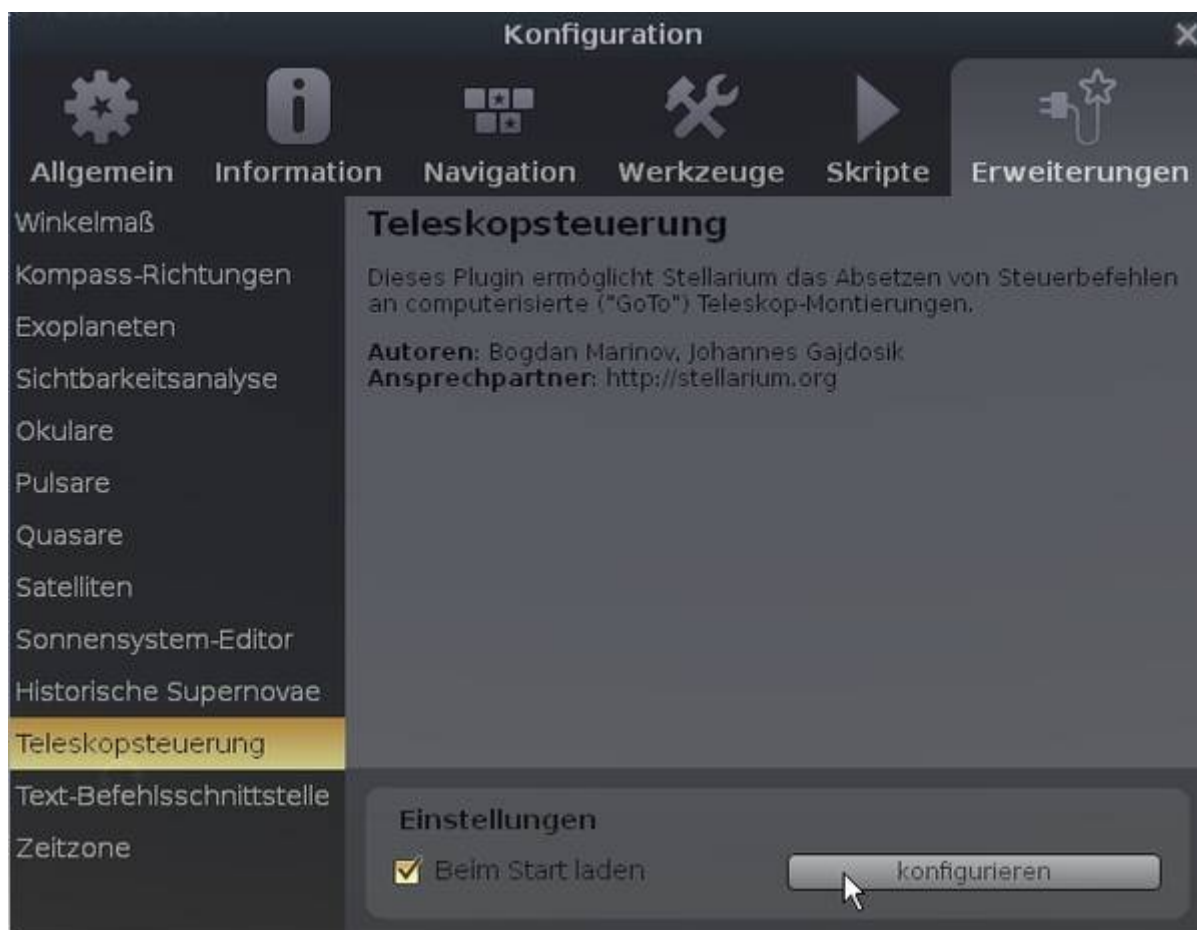 Konfiguration
Allgemein
Information
Navigation
Werkzeuge
Skripte
Erweiterungen
Winkelmaß
Kompass-Richtungen
Exoplaneten
Sichtbarkeitsanalyse
Okulare
Pulsare
Quasare
Satelliten
Sonnensystem-Editor
Historische Supernovae
Teleskopsteuerung
Text-Befehlsschnittstelle
Zeitzone
Teleskopsteuerung
Dieses Plugin ermöglicht Stellarium das Absetzen von Steuerbefehlen
an computerisierte ("GoTo") Teleskop-Montierungen.
Autoren: Bogdan Marinov, Johannes Gajdosik
Ansprechpartner: http://stellarium.org
Einstellungen
Beim Start laden
konfigurieren